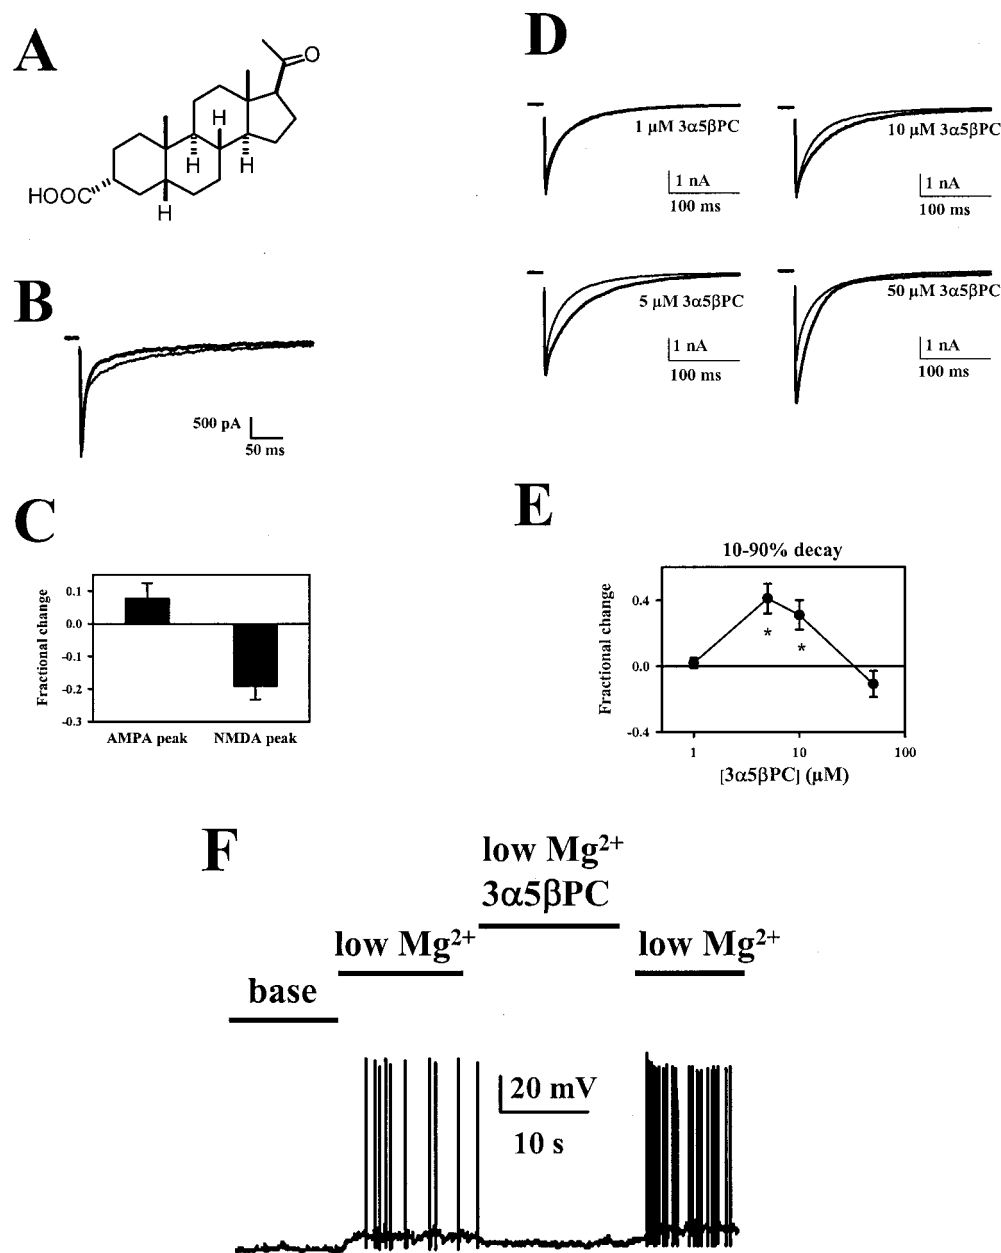 A
O
H
H
H
HOOC
H
B
500 pA
50 ms
C
Fractional change
0.1
0.0
-0.1
-0.2
-0.3
AMPA peak
NMDA peak
D
1 μM 3α5βPC
1 nA
100 ms
10 μM 3α5βPC
1 nA
100 ms
5 μM 3α5βPC
1 nA
100 ms
50 μM 3α5βPC
1 nA
100 ms
E
10-90% decay
Fractional change
0.4
0.0
-0.4
*
*
1
10
100
[3α5βPC] (μM)
F
low Mg²⁺
3α5βPC
low Mg²⁺
low Mg²⁺
base
20 mV
10 s